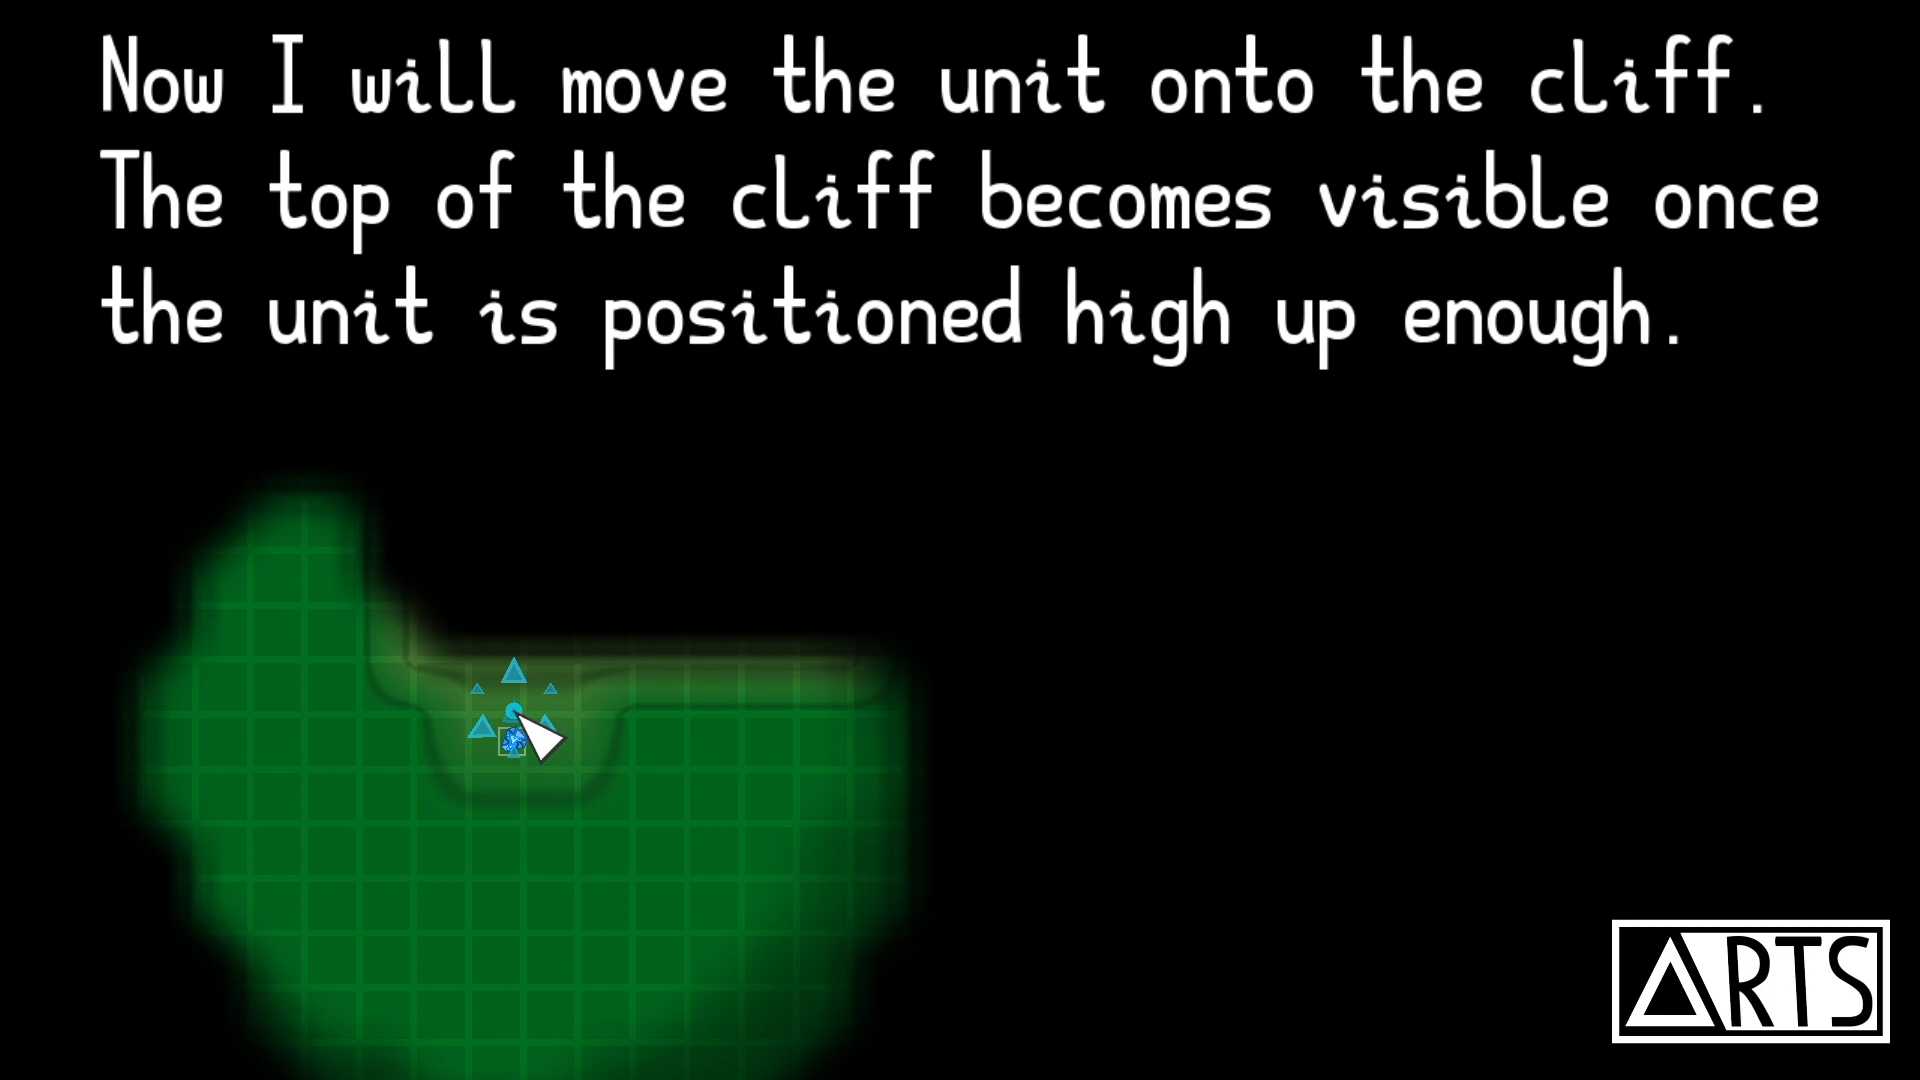 Now I will move the unit onto the cliff.
The top of the cliff becomes visible once
the unit is positioned high up enough.
△RTS